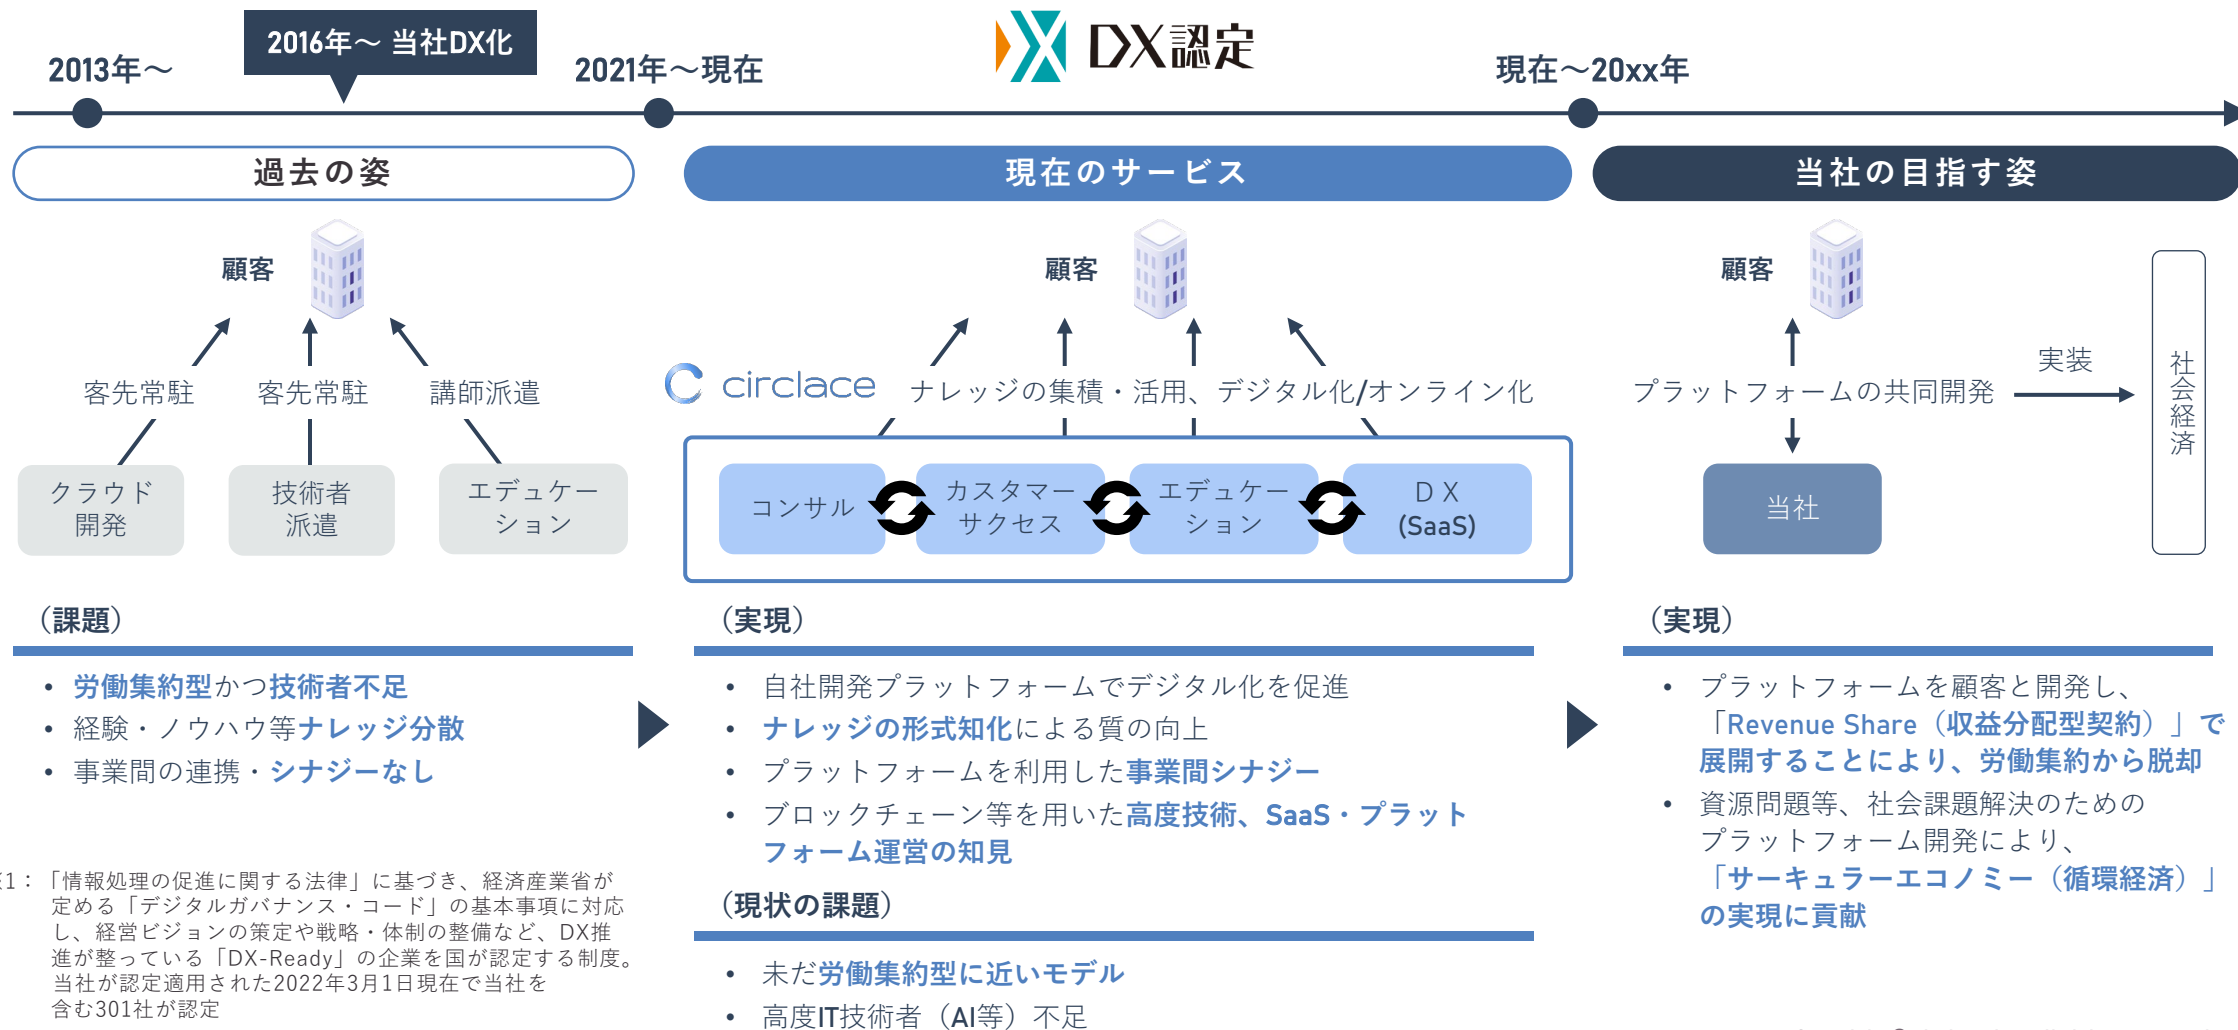 2013年～
2016年～ 当社DX化
2021年～現在
DX認定
現在～20xx年
過去の姿
現在のサービス
当社の目指す姿
顧客
客先常駐
客先常駐
講師派遣
クラウド
開発
技術者
派遣
エデュケー
ション
顧客
circlace
ナレッジの集積・活用、デジタル化/オンライン化
コンサル
カスタマー
サクセス
エデュケー
ション
ＤＸ
(SaaS)
顧客
プラットフォームの共同開発
実装
社会経済
当社
（課題）
• 労働集約型かつ技術者不足
• 経験・ノウハウ等ナレッジ分散
• 事業間の連携・シナジーなし
1：「情報処理の促進に関する法律」に基づき、経済産業省が
定める「デジタルガバナンス・コード」の基本事項に対応
し、経営ビジョンの策定や戦略・体制の整備など、DX推
進が整っている「DX-Ready」の企業を国が認定する制度。
当社が認定適用された2022年3月1日現在で当社を
含む301社が認定
（実現）
• 自社開発プラットフォームでデジタル化を促進
• ナレッジの形式知化による質の向上
• プラットフォームを利用した事業間シナジー
• ブロックチェーン等を用いた高度技術、SaaS・プラット
フォーム運営の知見
（現状の課題）
• 未だ労働集約型に近いモデル
• 高度IT技術者（AI等）不足
（実現）
• プラットフォームを顧客と開発し、
「Revenue Share（収益分配型契約）」で
展開することにより、労働集約から脱却
• 資源問題等、社会課題解決のための
プラットフォーム開発により、
「サーキュラーエコノミー（循環経済）」
の実現に貢献